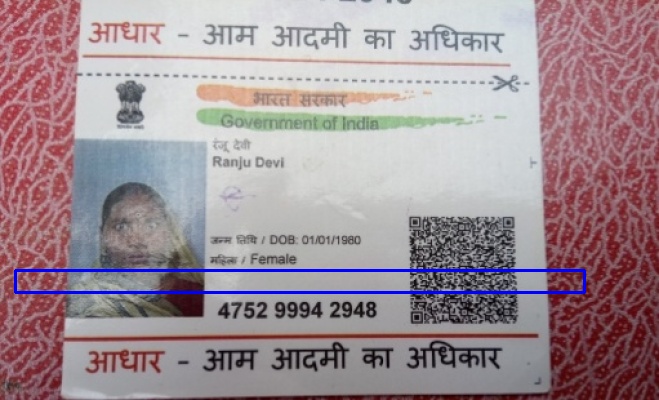 आधार - आम आदमी का अधिकार
भारत सरकार
Government of India
रंजू देवी
Ranju Devi
जन्म तिथि / DOB: 01/01/1980
महिला / Female
4752 9994 2948
आधार - आम आदमी का अधिकार